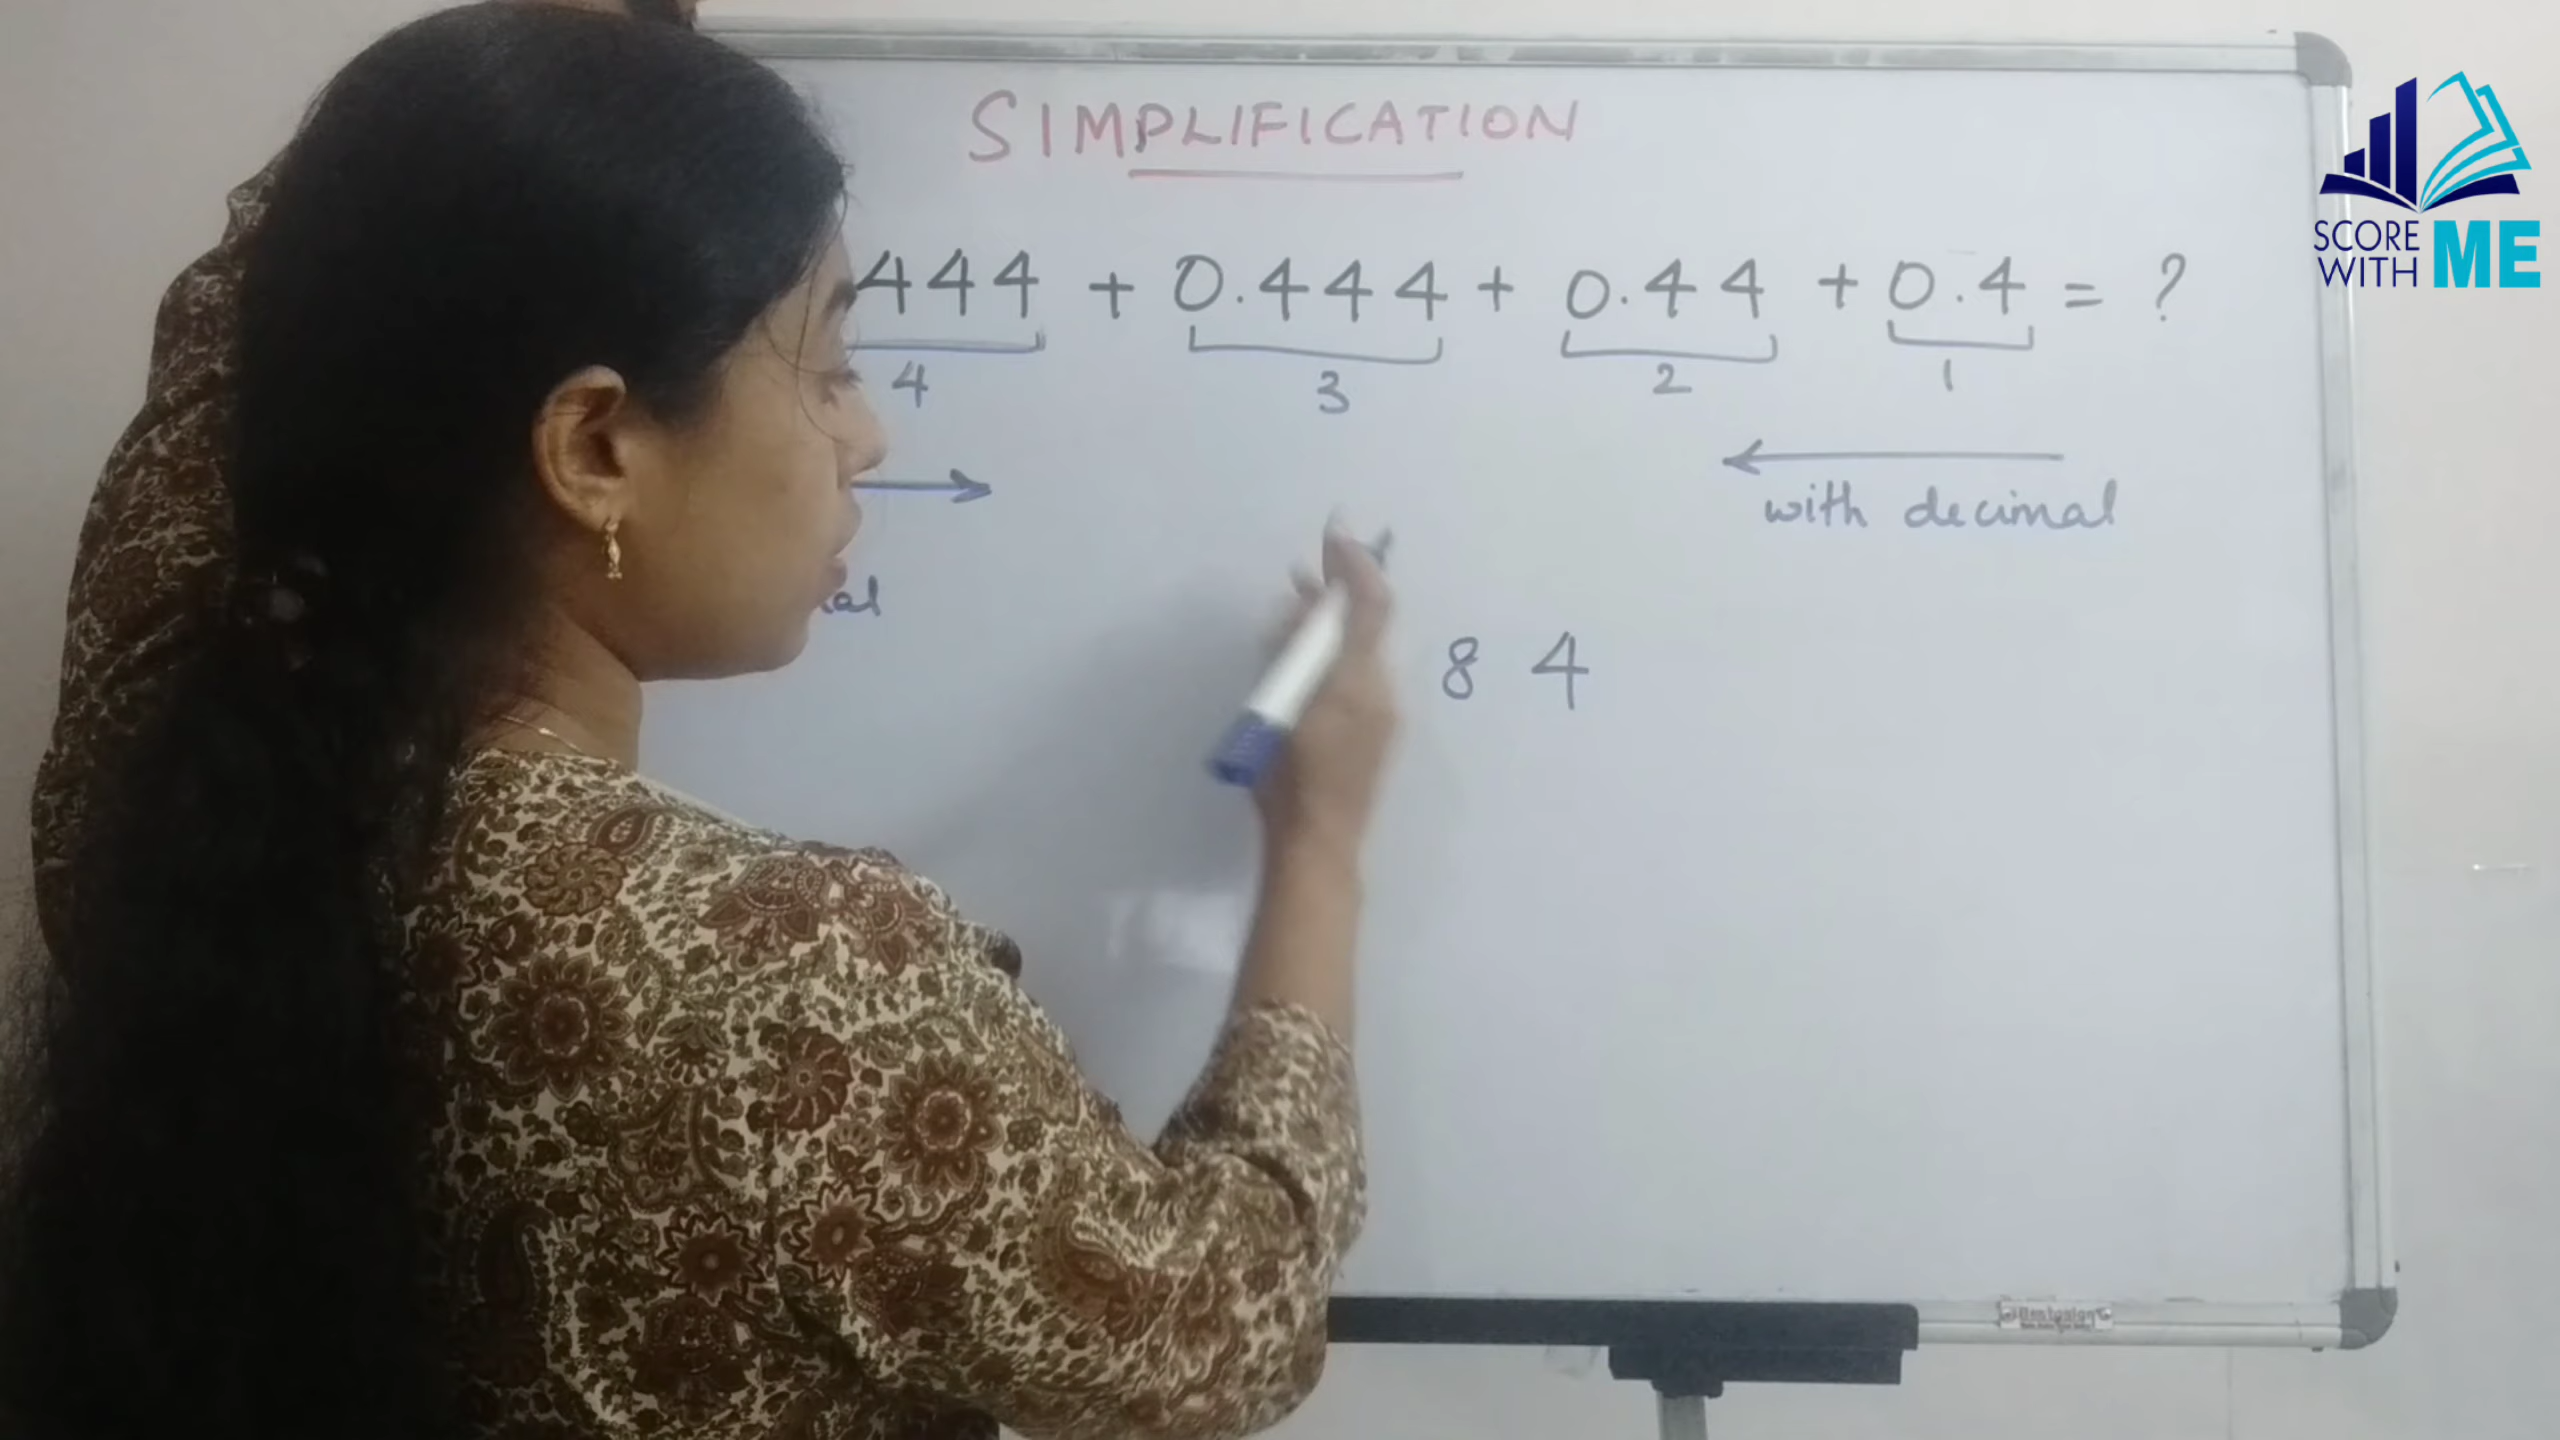 SIMPLIFICATION
SCORE
WITH ME
444 + 0.444 + 0.44 + 0.4 = ?
4 3 2 1
with decimal
8 4